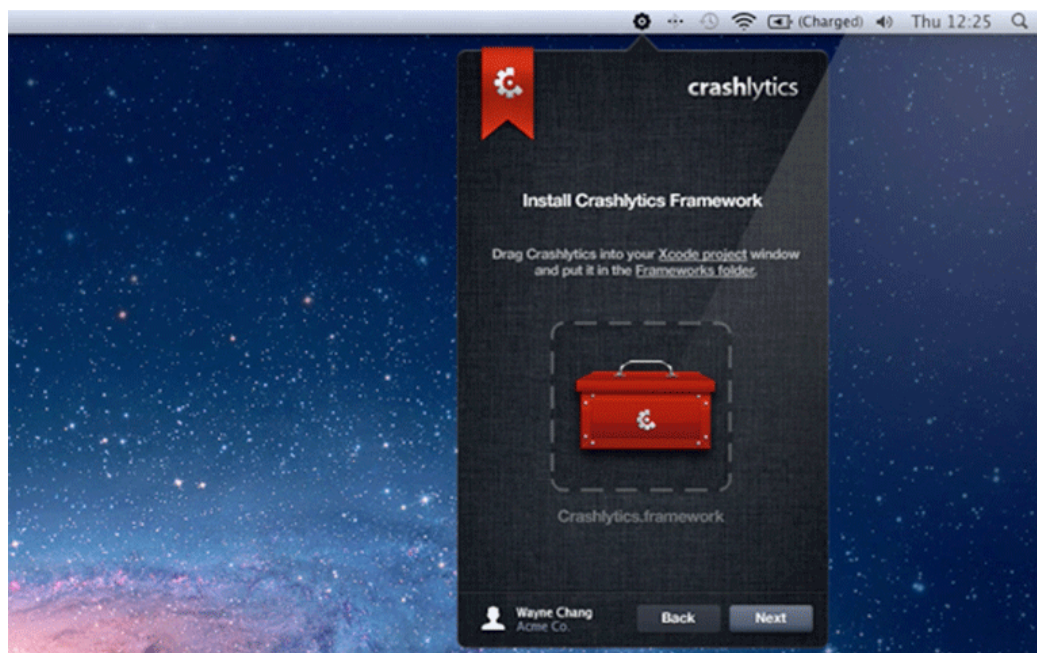 (Charged) Thu 12:25
crashlytics
Install Crashlytics Framework
Drag Crashlytics into your Xcode project window
and put it in the Frameworks folder.
Crashlytics.framework
Wayne Chang
Acme Co.
Back Next